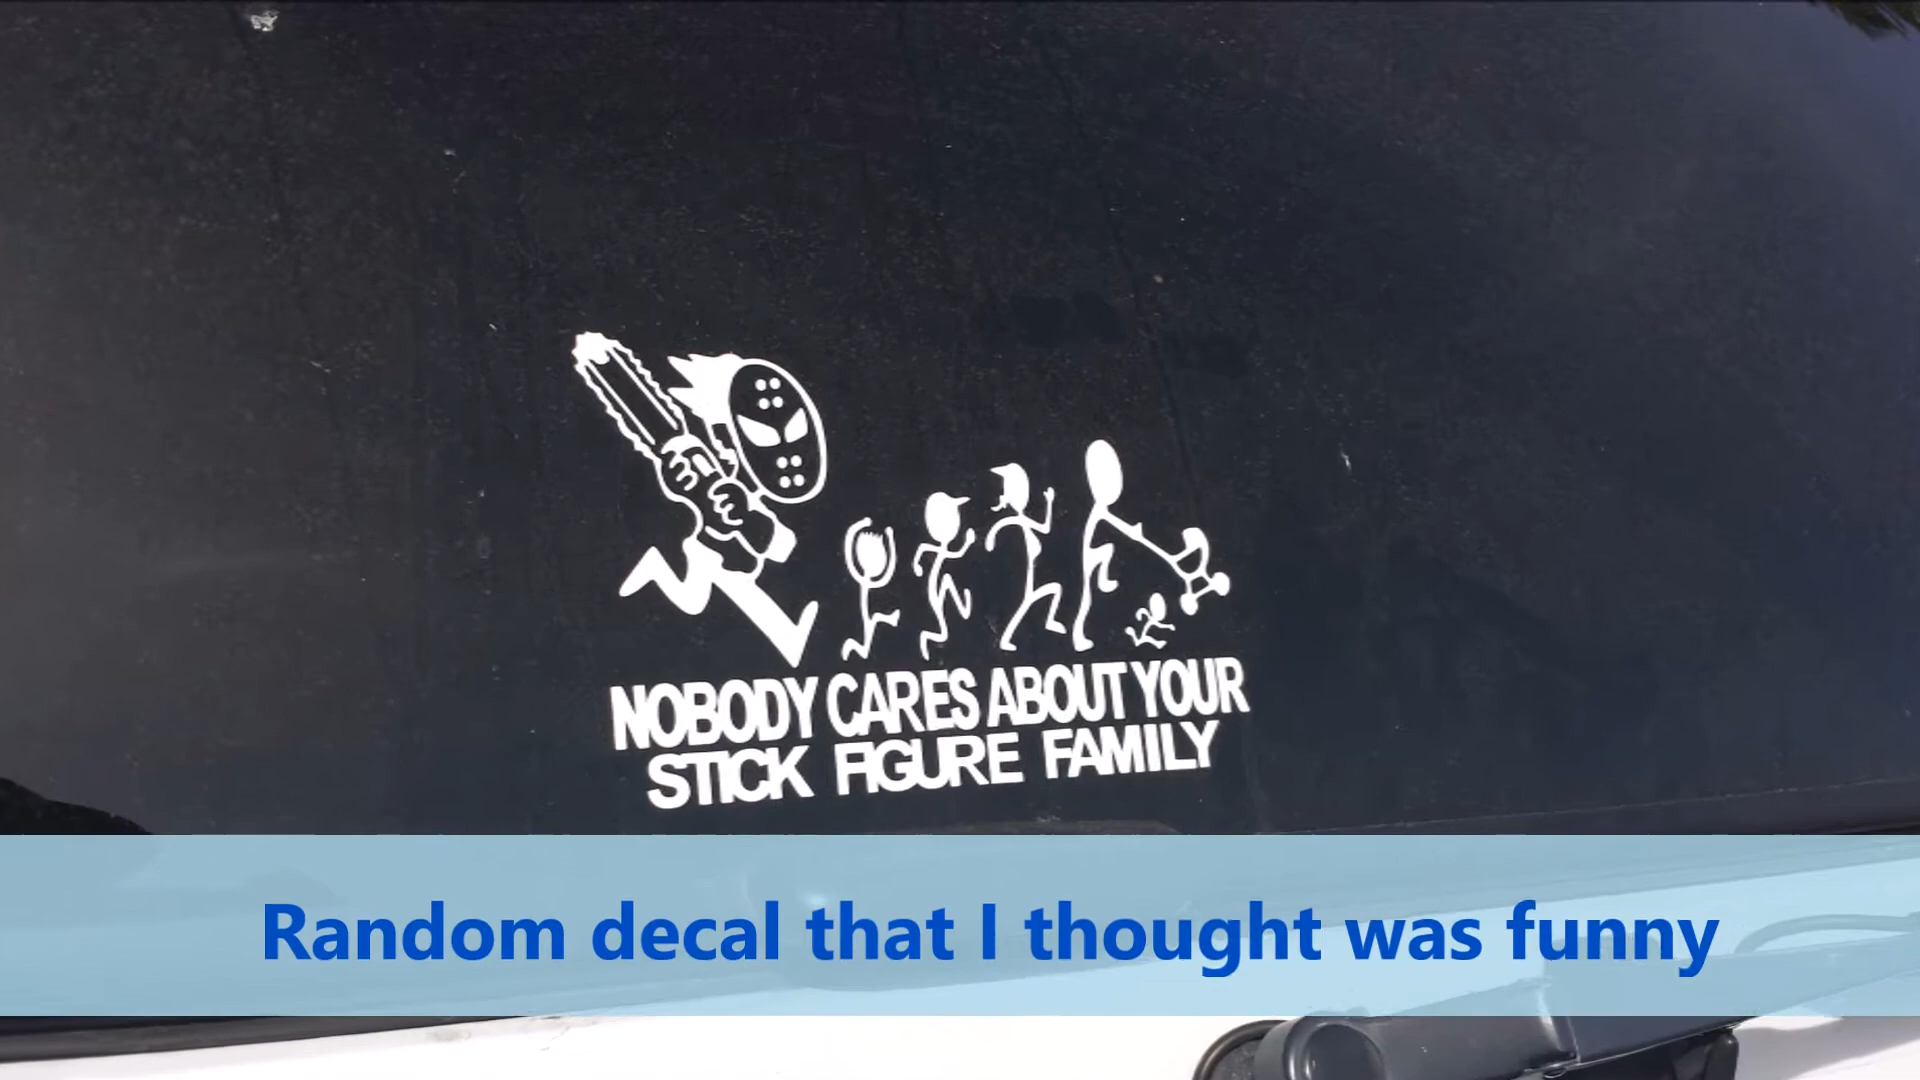 NOBODY CARES ABOUT YOUR
STICK FIGURE FAMILY
Random decal that I thought was funny